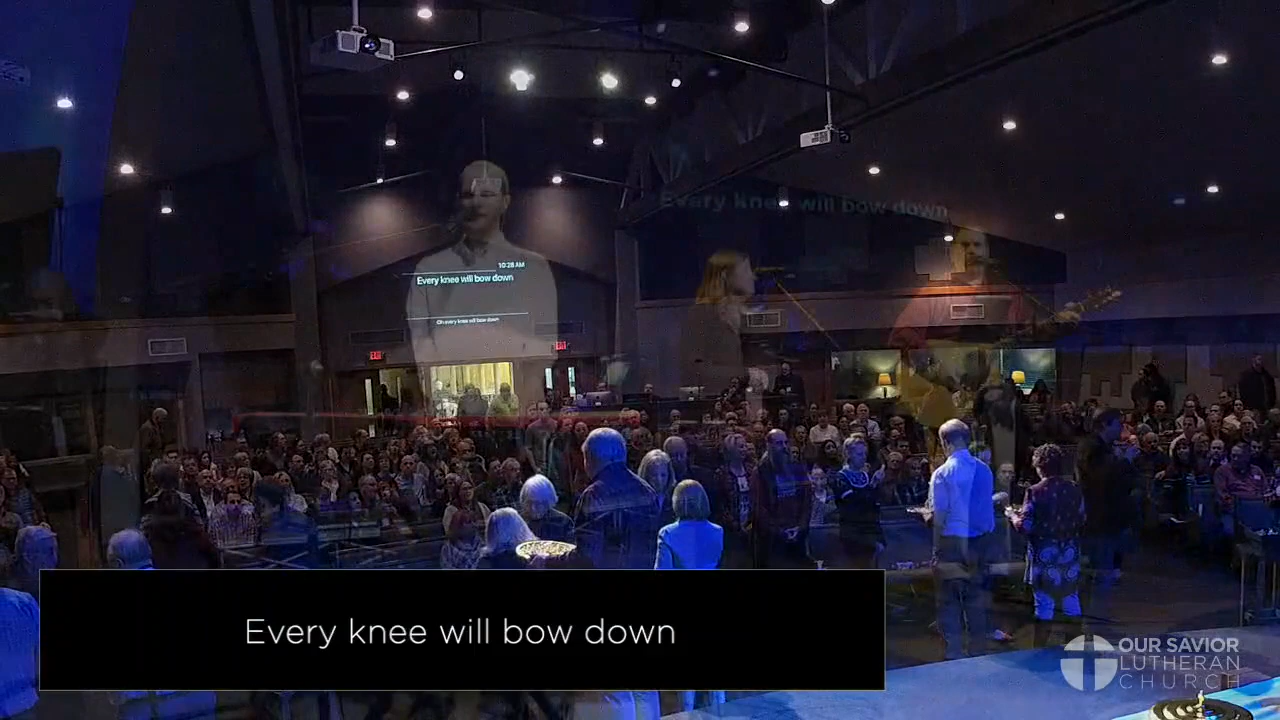 Every knee will bow down
10:28 AM
Every knee will bow down
Oh every knee will bow down
Every knee will bow down
OUR SAVIOR
LUTHERAN
CHURCH